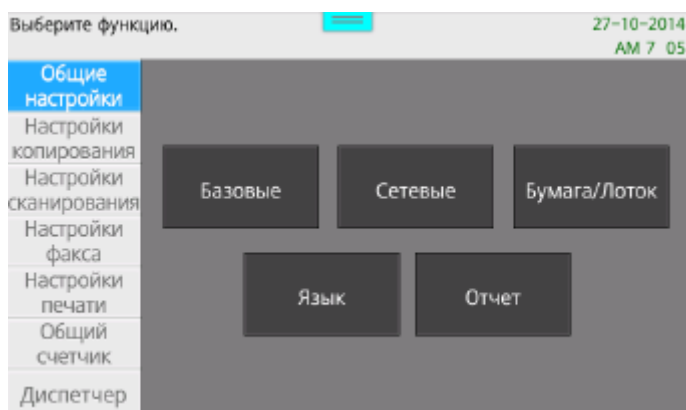 Выберите функцию.
27-10-2014
AM 7 05
Общие
настройки
Настройки
копирования
Настройки
сканирования
Настройки
факса
Настройки
печати
Общий
счетчик
Диспетчер
Базовые
Сетевые
Бумага/Лоток
Язык
Отчет